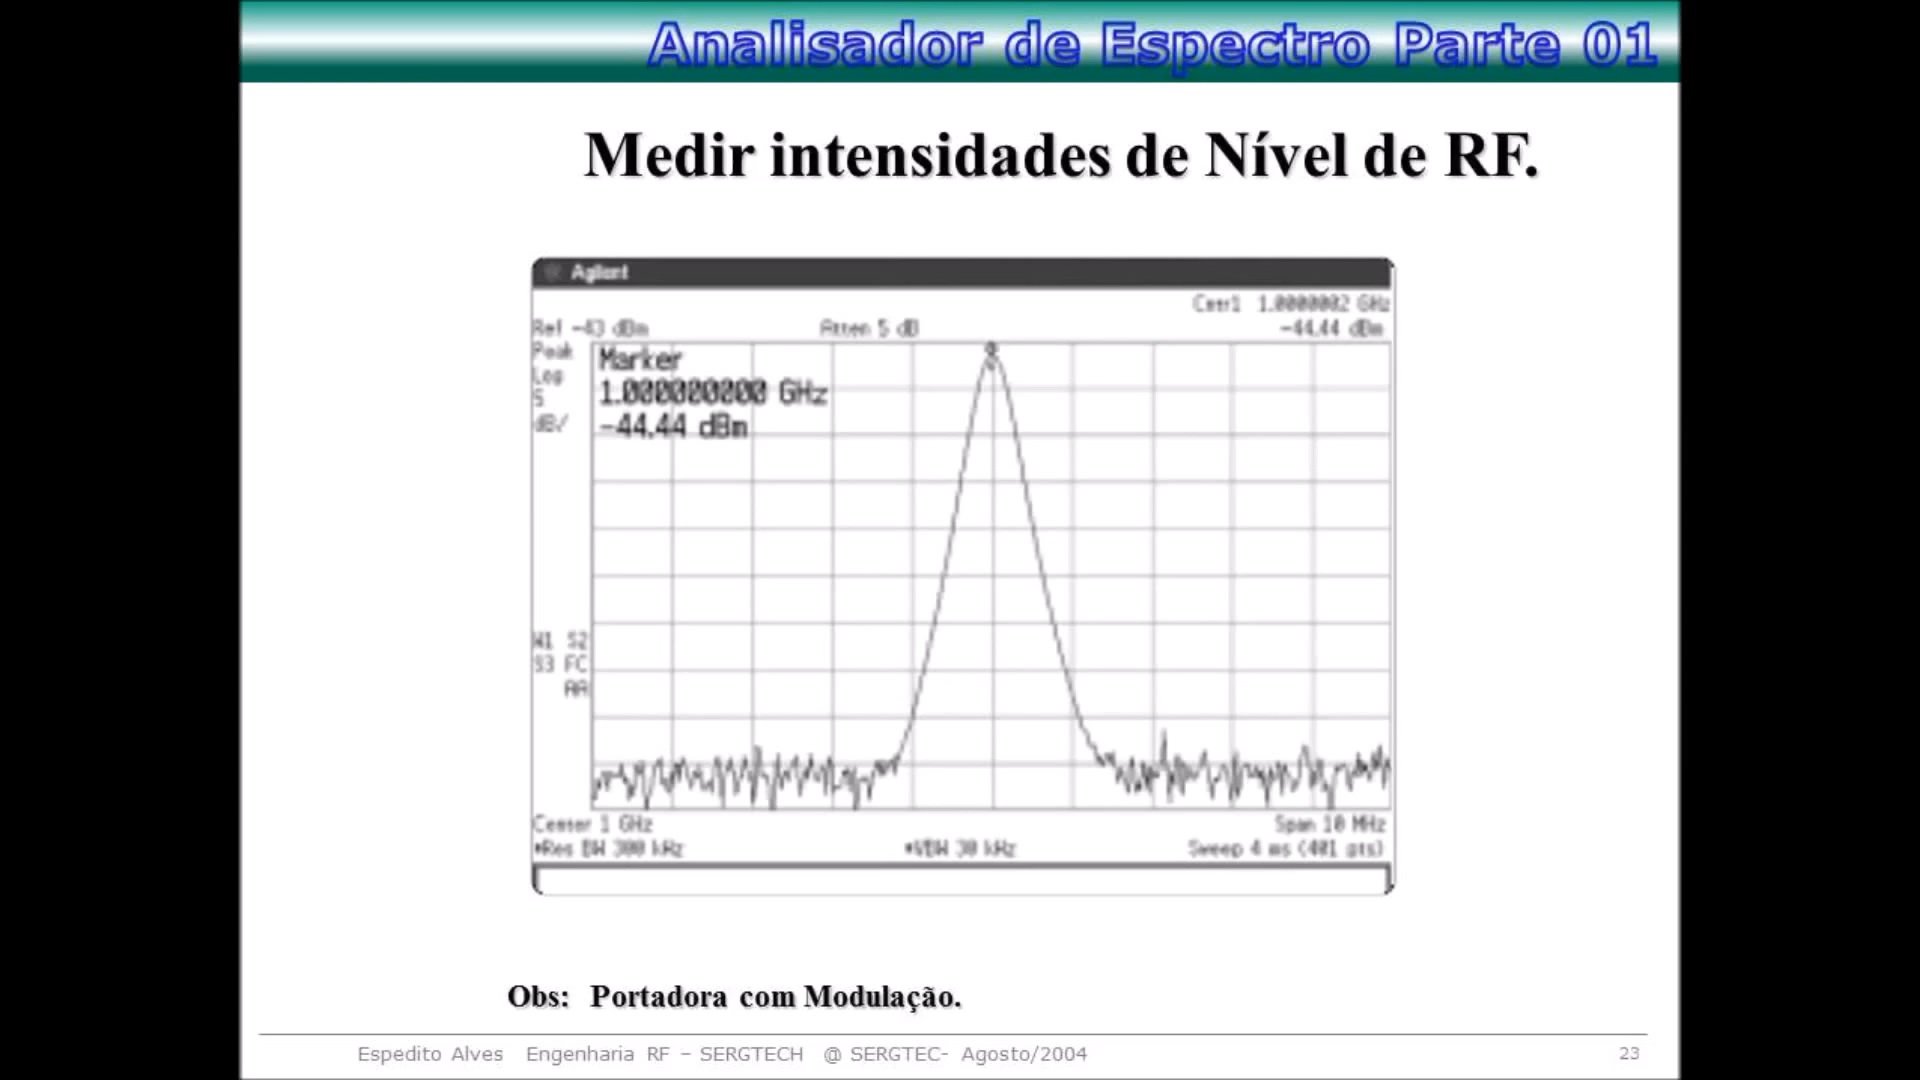 Analisador de Espectro Parte 01
Medir intensidades de Nível de RF.
Agilent
Cntr1 1.0000002 GHz
Ref -43 dBm Atten 5 dB -44.44 dBm
Peak
Log
5
dB/
Marker
1.000000000 GHz
-44.44 dBm
W1 S2
S3 FC
AA
Center 1 GHz Span 10 MHz
*Res BW 300 kHz *VBW 30 kHz Sweep 4 ms (401 pts)
Obs: Portadora com Modulação.
Espedito Alves Engenharia RF – SERGTECH @ SERGTEC- Agosto/2004 23